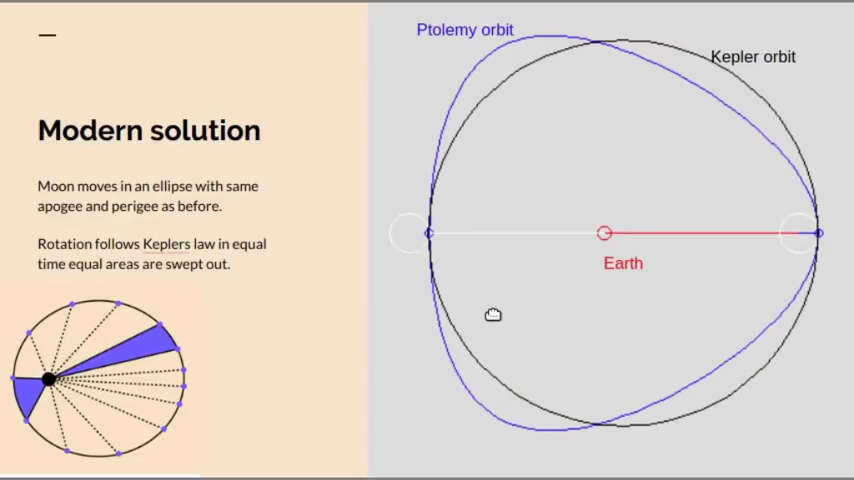 Modern solution
Moon moves in an ellipse with same
apogee and perigee as before.
Rotation follows Keplers law in equal
time equal areas are swept out.
Ptolemy orbit
Kepler orbit
Earth